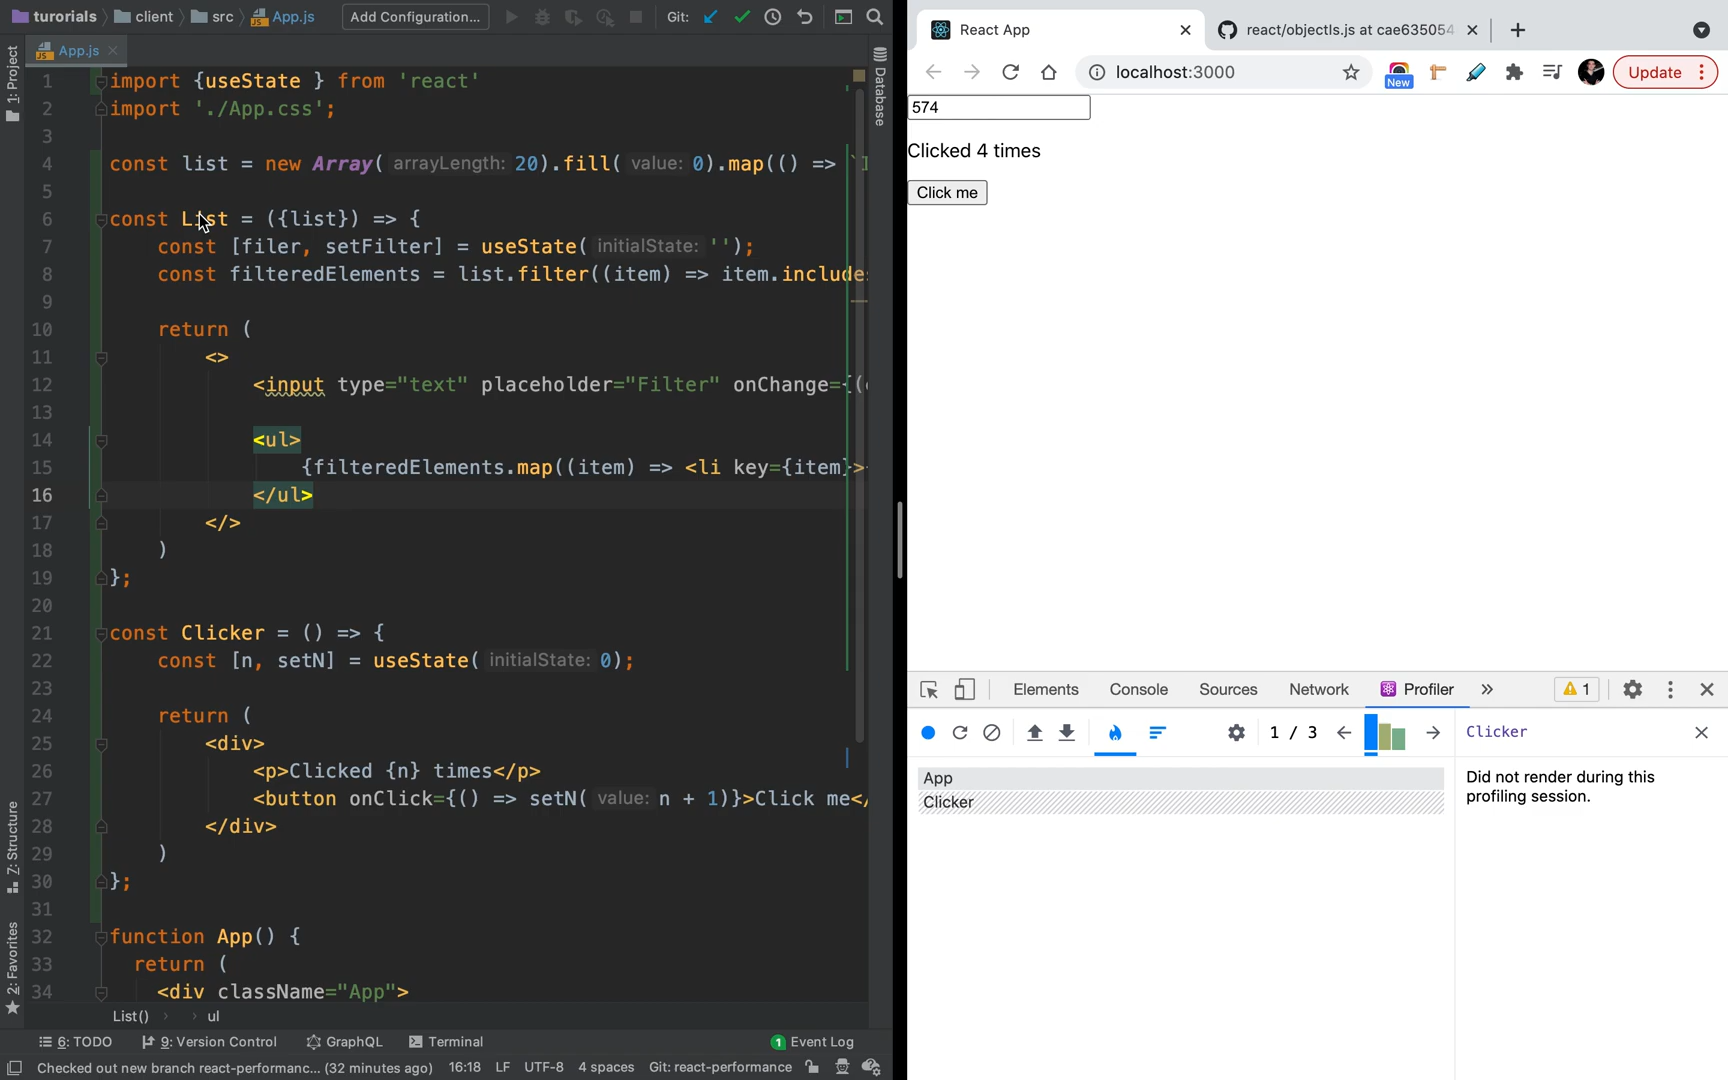 turorials client src App.js Add Configuration... Git:
App.js
1: Project
Database
1 import {useState } from 'react'
2 import './App.css';
3
4 const list = new Array( arrayLength: 20).fill( value: 0).map(() =>
5
6 const List = ({list}) => {
7 const [filer, setFilter] = useState( initialState: '');
8 const filteredElements = list.filter((item) => item.include
9
10 return (
11 <>
12 <input type="text" placeholder="Filter" onChange={(
13
14 <ul>
15 {filteredElements.map((item) => <li key={item}>
16 </ul>
17 </>
18 )
19 };
20
21 const Clicker = () => {
22 const [n, setN] = useState( initialState: 0);
23
24 return (
25 <div>
26 <p>Clicked {n} times</p>
27 <button onClick={() => setN( value: n + 1)}>Click me</
28 </div>
29 )
30 };
31
32 function App() {
33 return (
34 <div className="App">
Z: Structure
2: Favorites
List() ul
6: TODO 9: Version Control GraphQL Terminal 1 Event Log
Checked out new branch react-performanc... (32 minutes ago) 16:18 LF UTF-8 4 spaces Git: react-performance
React App react/objectIs.js at cae635054
localhost:3000 New Update
574
Clicked 4 times
Click me
Elements Console Sources Network Profiler 1
1 / 3 Clicker
App
Clicker
Did not render during this
profiling session.